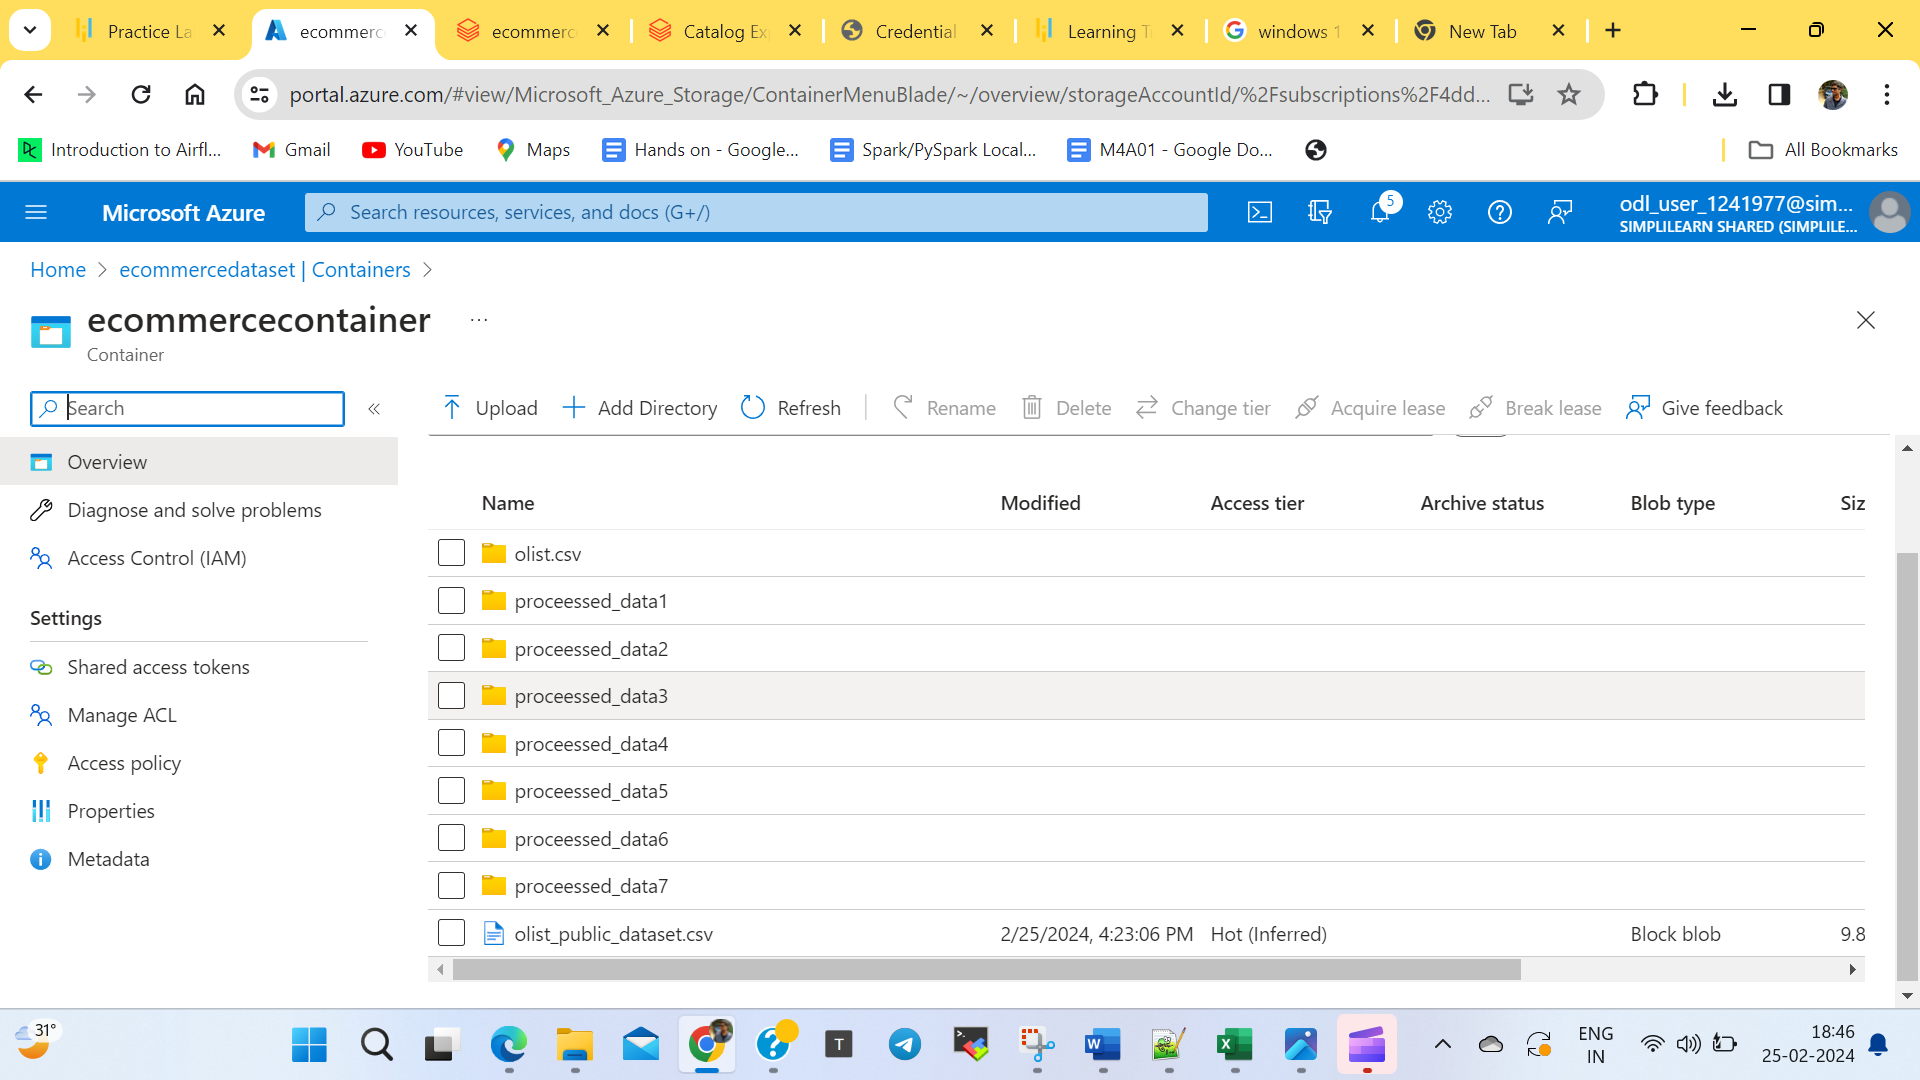 Practice La
ecommerce
ecommerce
Catalog Ex
Credential
Learning T
windows 1
New Tab
portal.azure.com/#view/Microsoft_Azure_Storage/ContainerMenuBlade/~/overview/storageAccountId/%2Fsubscriptions%2F4dd...
Introduction to Airfl...
Gmail
YouTube
Maps
Hands on - Google...
Spark/PySpark Local...
M4A01 - Google Do...
All Bookmarks
Microsoft Azure
Search resources, services, and docs (G+/)
5
odl_user_1241977@sim...
SIMPLILEARN SHARED (SIMPLILE...
Home > ecommercedataset | Containers >
ecommercecontainer ...
Container
Search
«
Upload
Add Directory
Refresh
Rename
Delete
Change tier
Acquire lease
Break lease
Give feedback
Overview
Diagnose and solve problems
Access Control (IAM)
Settings
Shared access tokens
Manage ACL
Access policy
Properties
Metadata
Name Modified Access tier Archive status Blob type Siz
olist.csv
proceessed_data1
proceessed_data2
proceessed_data3
proceessed_data4
proceessed_data5
proceessed_data6
proceessed_data7
olist_public_dataset.csv 2/25/2024, 4:23:06 PM Hot (Inferred) Block blob 9.8
31°
T
W
X
ENG
IN
18:46
25-02-2024